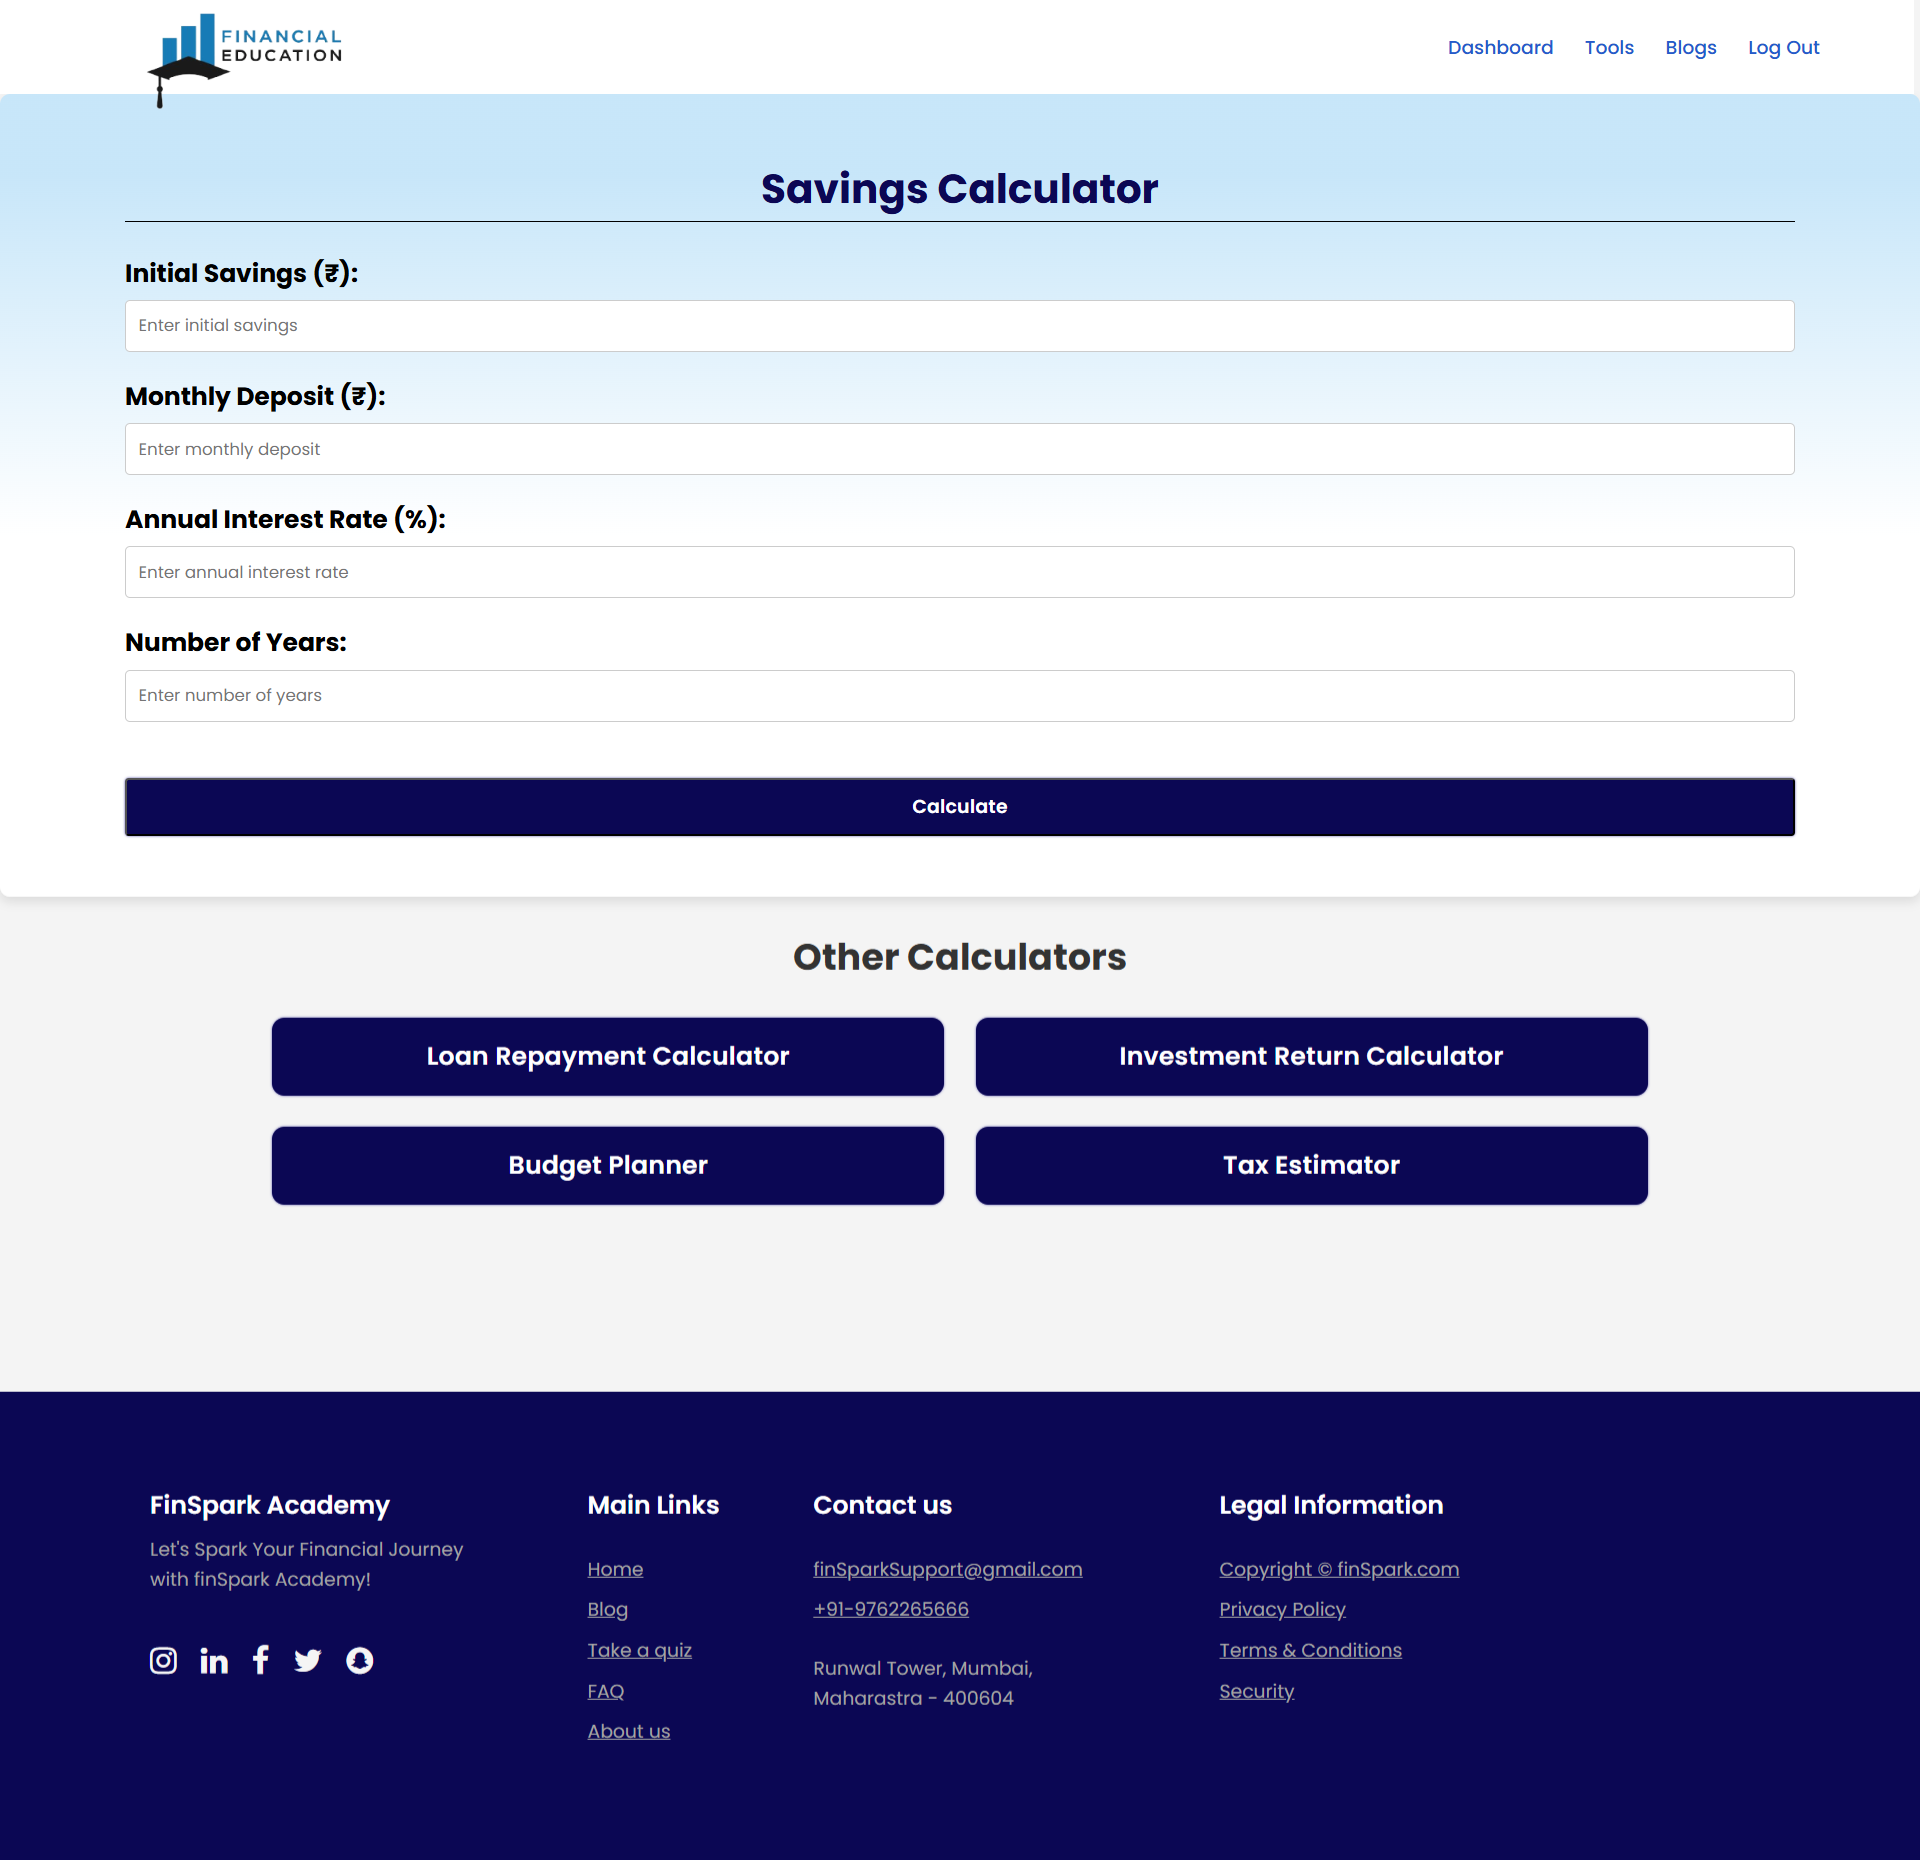 FINANCIAL
EDUCATION
Dashboard
Tools
Blogs
Log Out
Savings Calculator
Initial Savings (₹):
Enter initial savings
Monthly Deposit (₹):
Enter monthly deposit
Annual Interest Rate (%):
Enter annual interest rate
Number of Years:
Enter number of years
Calculate
Other Calculators
Loan Repayment Calculator
Investment Return Calculator
Budget Planner
Tax Estimator
FinSpark Academy
Let's Spark Your Financial Journey
with finSpark Academy!
Main Links
Home
Blog
Take a quiz
FAQ
About us
Contact us
finSparkSupport@gmail.com
+91-9762265666
Runwal Tower, Mumbai,
Maharastra - 400604
Legal Information
Copyright © finSpark.com
Privacy Policy
Terms & Conditions
Security